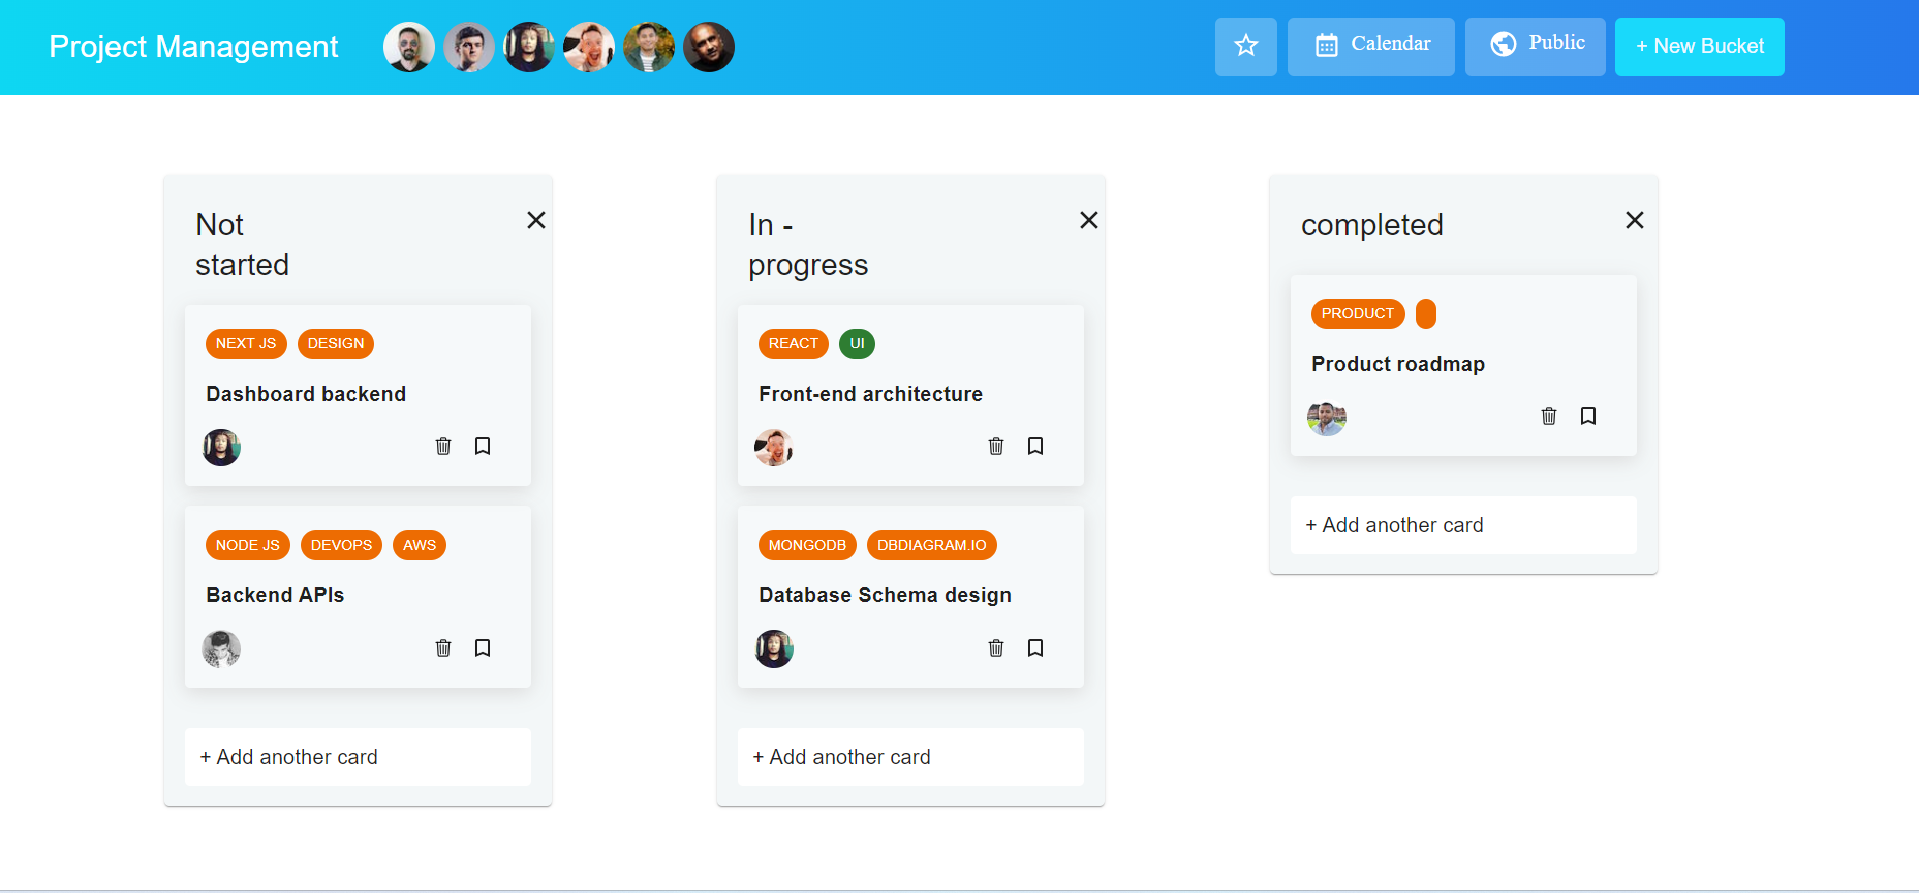 Project Management
Calendar
Public
+ New Bucket
Not
started
NEXT JS
DESIGN
Dashboard backend
NODE JS
DEVOPS
AWS
Backend APIs
+ Add another card
In -
progress
REACT
UI
Front-end architecture
MONGODB
DBDIAGRAM.IO
Database Schema design
+ Add another card
completed
PRODUCT
Product roadmap
+ Add another card